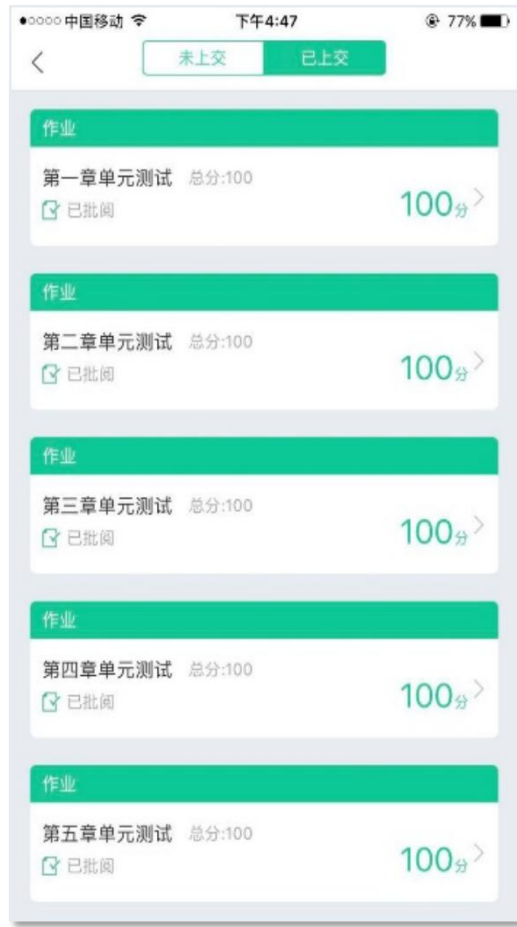 中国移动 下午4:47 77%
未上交 已上交
作业
第一章单元测试 总分:100
已批阅 100分
作业
第二章单元测试 总分:100
已批阅 100分
作业
第三章单元测试 总分:100
已批阅 100分
作业
第四章单元测试 总分:100
已批阅 100分
作业
第五章单元测试 总分:100
已批阅 100分